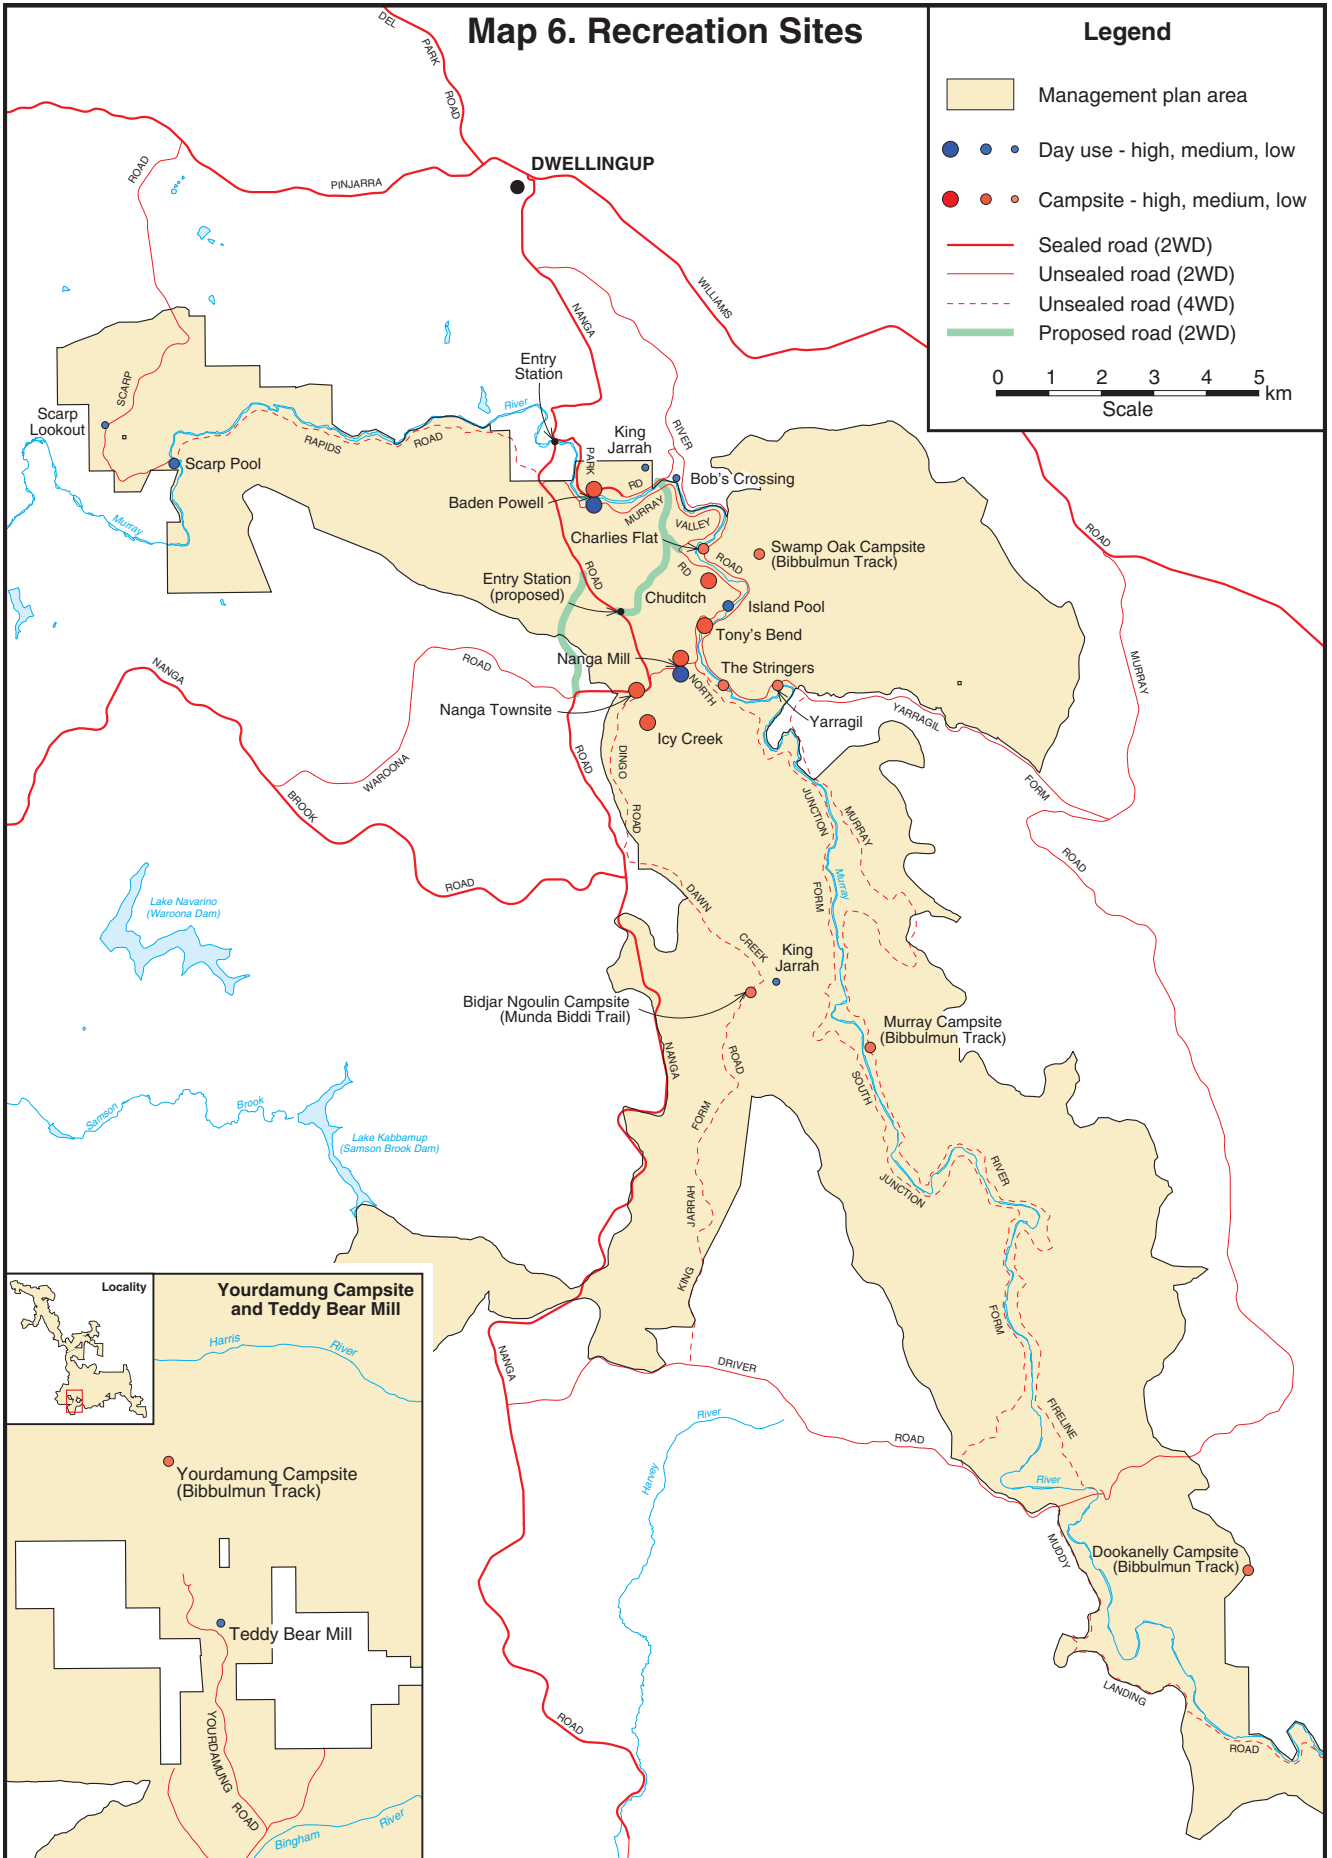 Map 6. Recreation Sites
Legend
Management plan area
Day use - high, medium, low
Campsite - high, medium, low
Sealed road (2WD)
Unsealed road (2WD)
Unsealed road (4WD)
Proposed road (2WD)
0 1 2 3 4 5 km
Scale
DEL
PARK
ROAD
DWELLINGUP
ROAD
PINJARRA
WILLIAMS
NANGA
Entry
Station
River
SCARP
Scarp
Lookout
RAPIDS
ROAD
King
Jarrah
RIVER
Scarp Pool
PARK
RD
Bob's Crossing
Baden Powell
MURRAY
VALLEY
Murray
Charlies Flat
ROAD
Swamp Oak Campsite
(Bibbulmun Track)
ROAD
Entry Station
(proposed)
ROAD
RD
Chuditch
Island Pool
Tony's Bend
NANGA
ROAD
Nanga Mill
The Stringers
MURRAY
NORTH
Nanga Townsite
Yarragil
YARRAGIL
Icy Creek
ROAD
DINGO
WAROONA
FORM
BROOK
JUNCTION
MURRAY
ROAD
ROAD
ROAD
DAWN
Murray
FORM
Lake Navarino
(Waroona Dam)
CREEK
King
Jarrah
Bidjar Ngoulin Campsite
(Munda Biddi Trail)
Murray Campsite
(Bibbulmun Track)
NANGA
ROAD
SOUTH
Samson
Brook
FORM
Lake Kabbamup
(Samson Brook Dam)
RIVER
JUNCTION
JARRAH
KING
FORM
Locality
Yourdamung Campsite
and Teddy Bear Mill
Harris
River
NANGA
DRIVER
River
ROAD
FIRELINE
Harvey
River
Yourdamung Campsite
(Bibbulmun Track)
MUDDY
Dookanelly Campsite
(Bibbulmun Track)
Teddy Bear Mill
LANDING
ROAD
ROAD
YOURDAMUNG
ROAD
Bingham
River